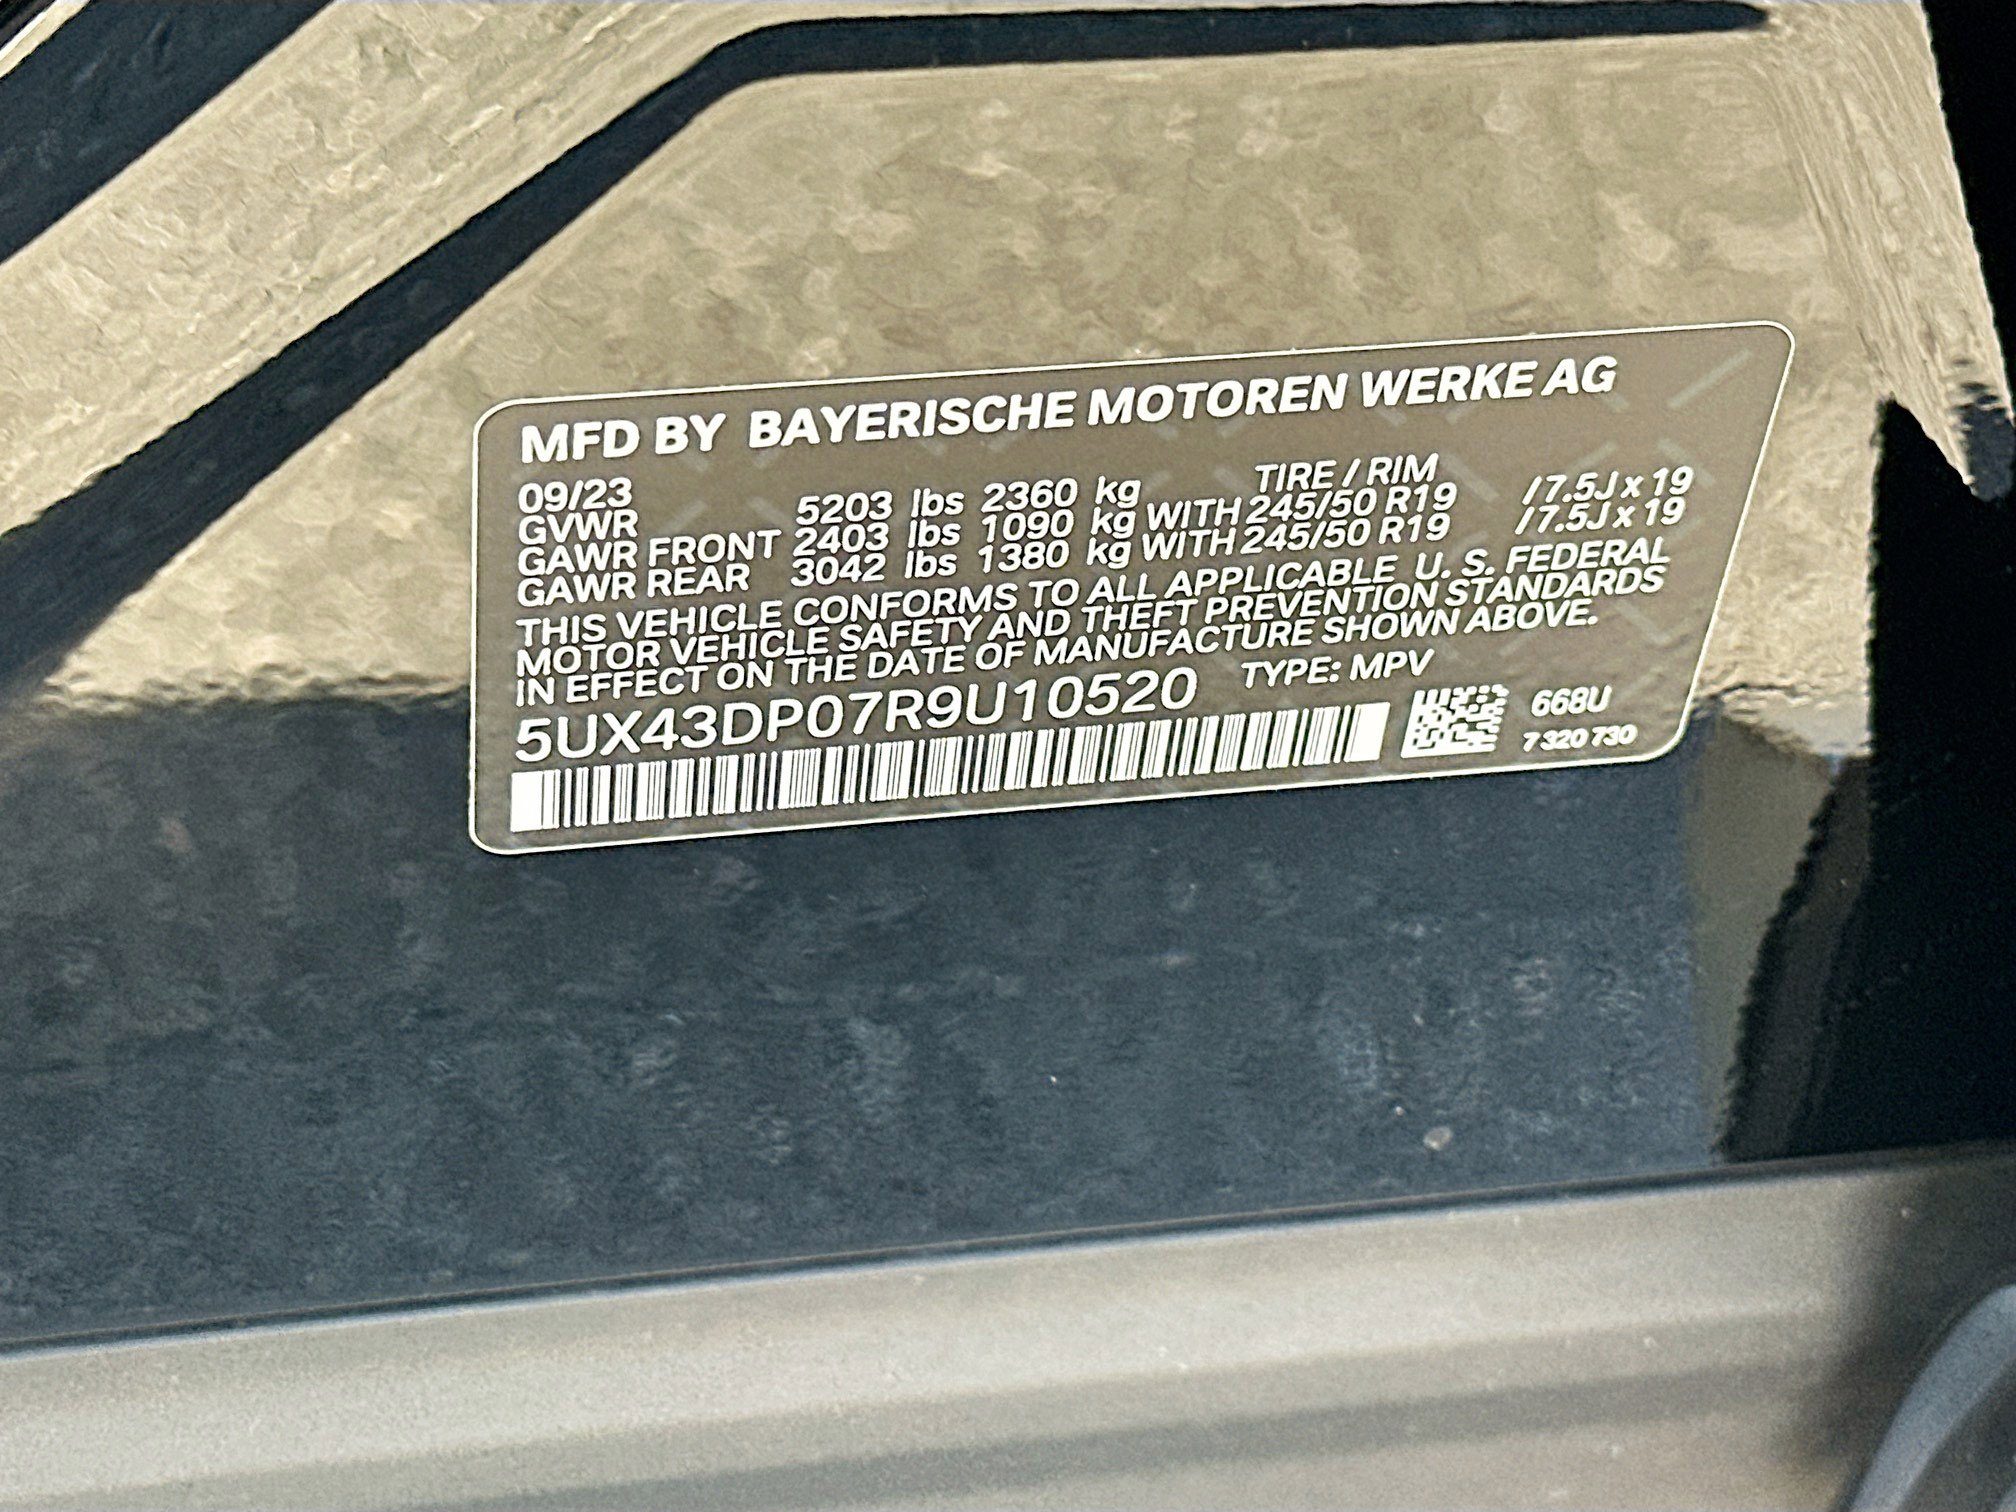 MFD BY BAYERISCHE MOTOREN WERKE AG
09/23 TIRE / RIM
GVWR 5203 lbs 2360 kg
GAWR FRONT 2403 lbs 1090 kg WITH 245/50 R19 / 7.5J x 19
GAWR REAR 3042 lbs 1380 kg WITH 245/50 R19 / 7.5J x 19
THIS VEHICLE CONFORMS TO ALL APPLICABLE U. S. FEDERAL
MOTOR VEHICLE SAFETY AND THEFT PREVENTION STANDARDS
IN EFFECT ON THE DATE OF MANUFACTURE SHOWN ABOVE.
5UX43DP07R9U10520 TYPE: MPV
668U
7 320 730